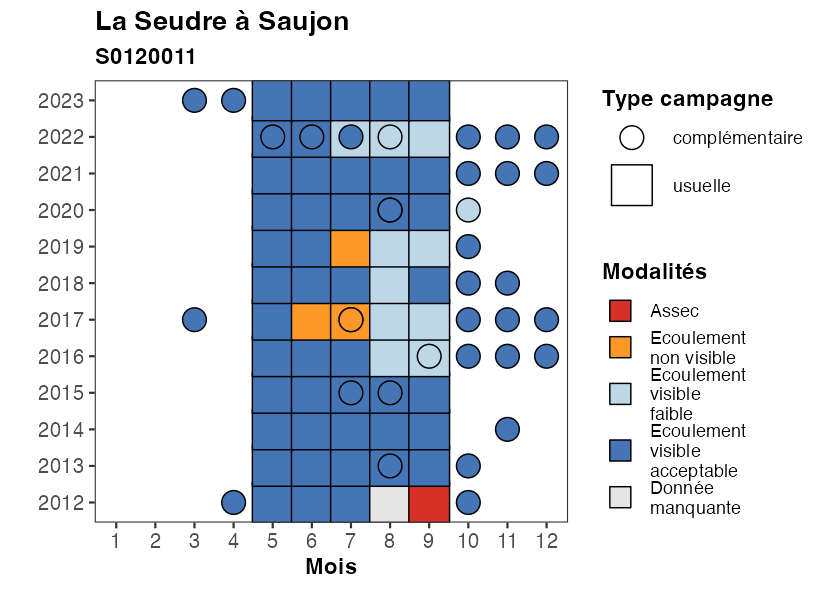 La Seudre à Saujon
S0120011
2023
2022
2021
2020
2019
2018
2017
2016
2015
2014
2013
2012
1 2 3 4 5 6 7 8 9 10 11 12
Mois
Type campagne
complémentaire
usuelle
Modalités
Assec
Ecoulement
non visible
Ecoulement
visible
faible
Ecoulement
visible
acceptable
Donnée
manquante